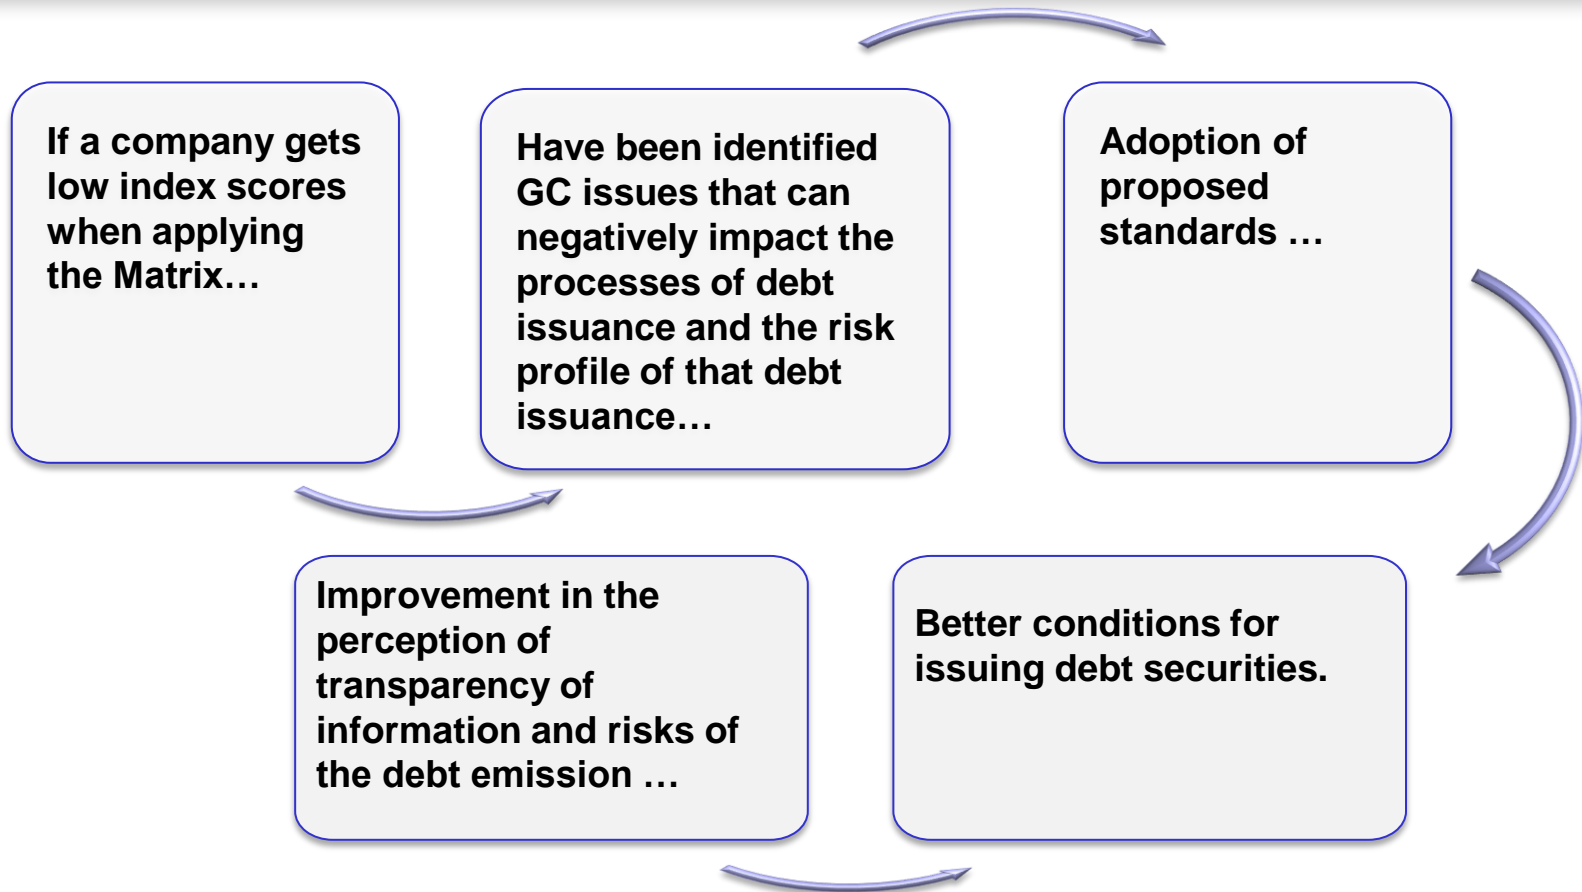 If a company gets
low index scores
when applying
the Matrix…
Have been identified
GC issues that can
negatively impact the
processes of debt
issuance and the risk
profile of that debt
issuance…
Adoption of
proposed
standards …
Improvement in the
perception of
transparency of
information and risks of
the debt emission …
Better conditions for
issuing debt securities.